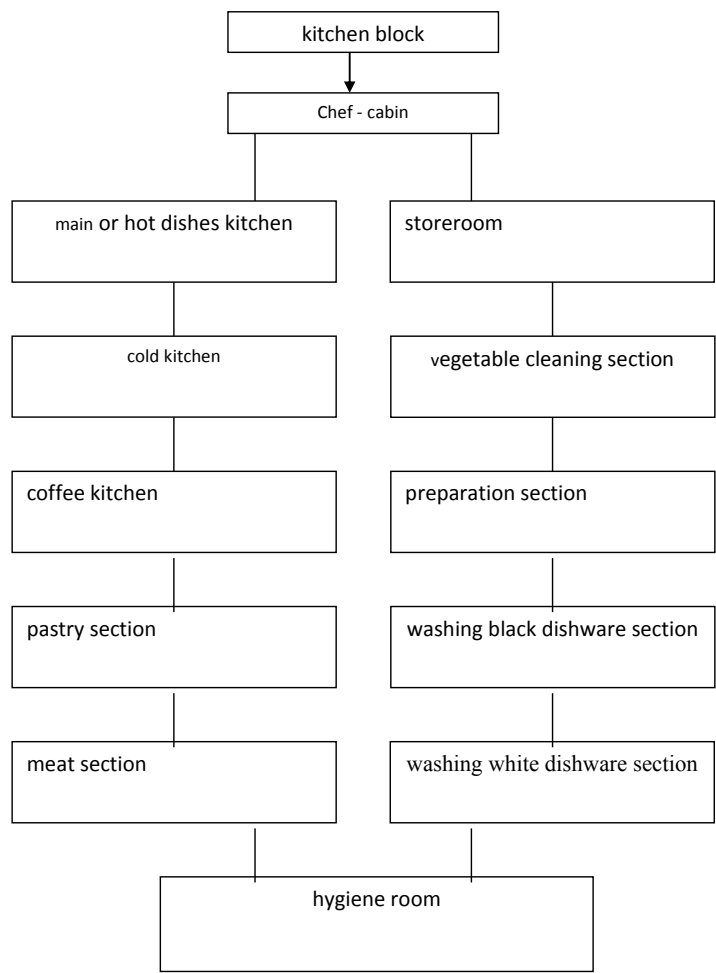 kitchen block
Chef - cabin
main or hot dishes kitchen
storeroom
cold kitchen
vegetable cleaning section
coffee kitchen
preparation section
pastry section
washing black dishware section
meat section
washing white dishware section
hygiene room